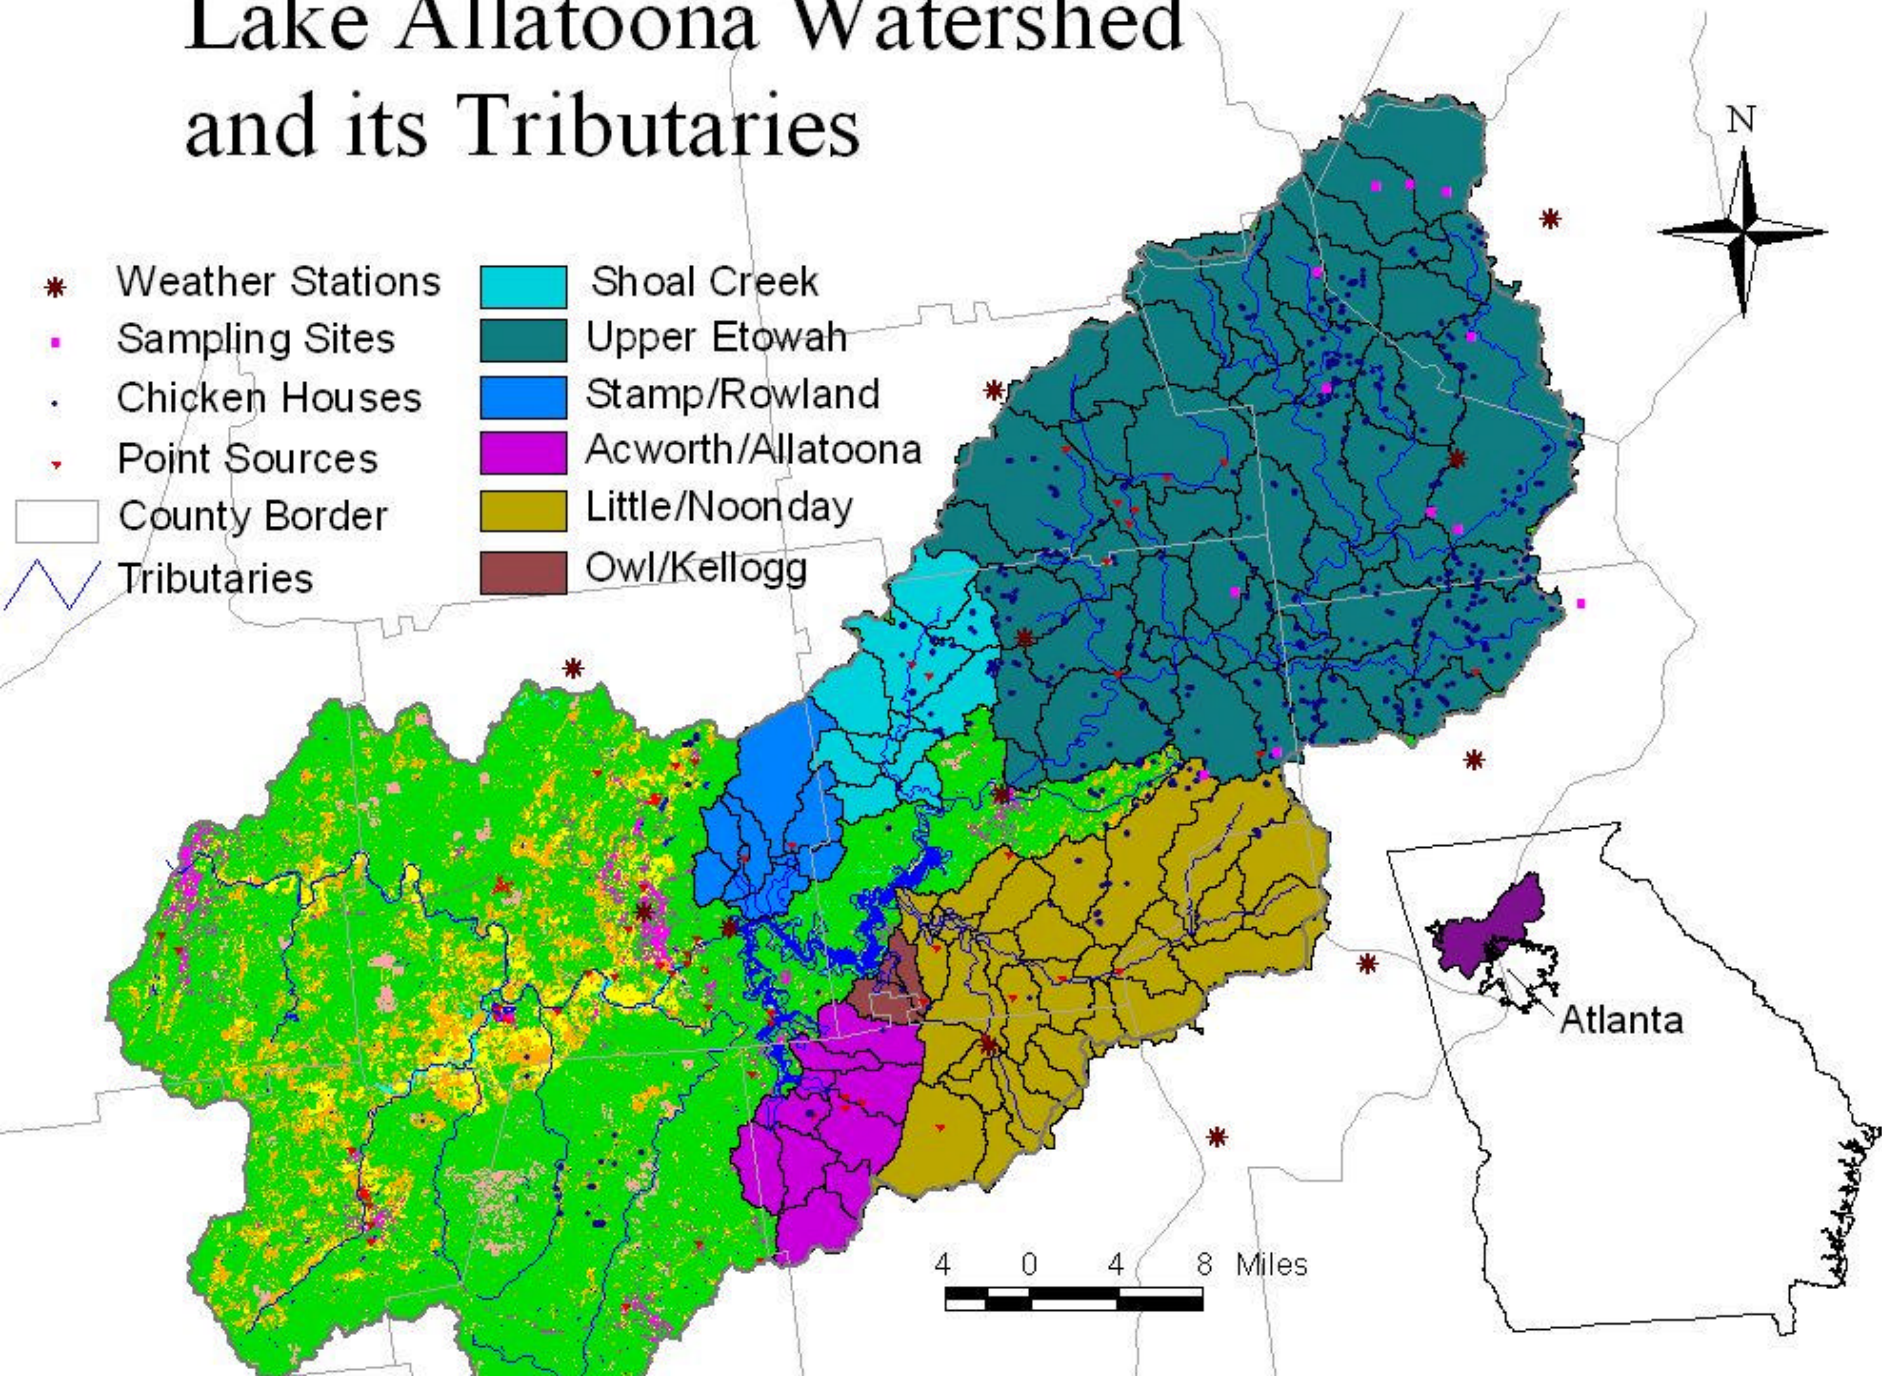 Lake Allatoona Watershed
and its Tributaries
N
Weather Stations
Sampling Sites
Chicken Houses
Point Sources
County Border
Tributaries
Shoal Creek
Upper Etowah
Stamp/Rowland
Acworth/Allatoona
Little/Noonday
Owl/Kellogg
Atlanta
4 0 4 8 Miles